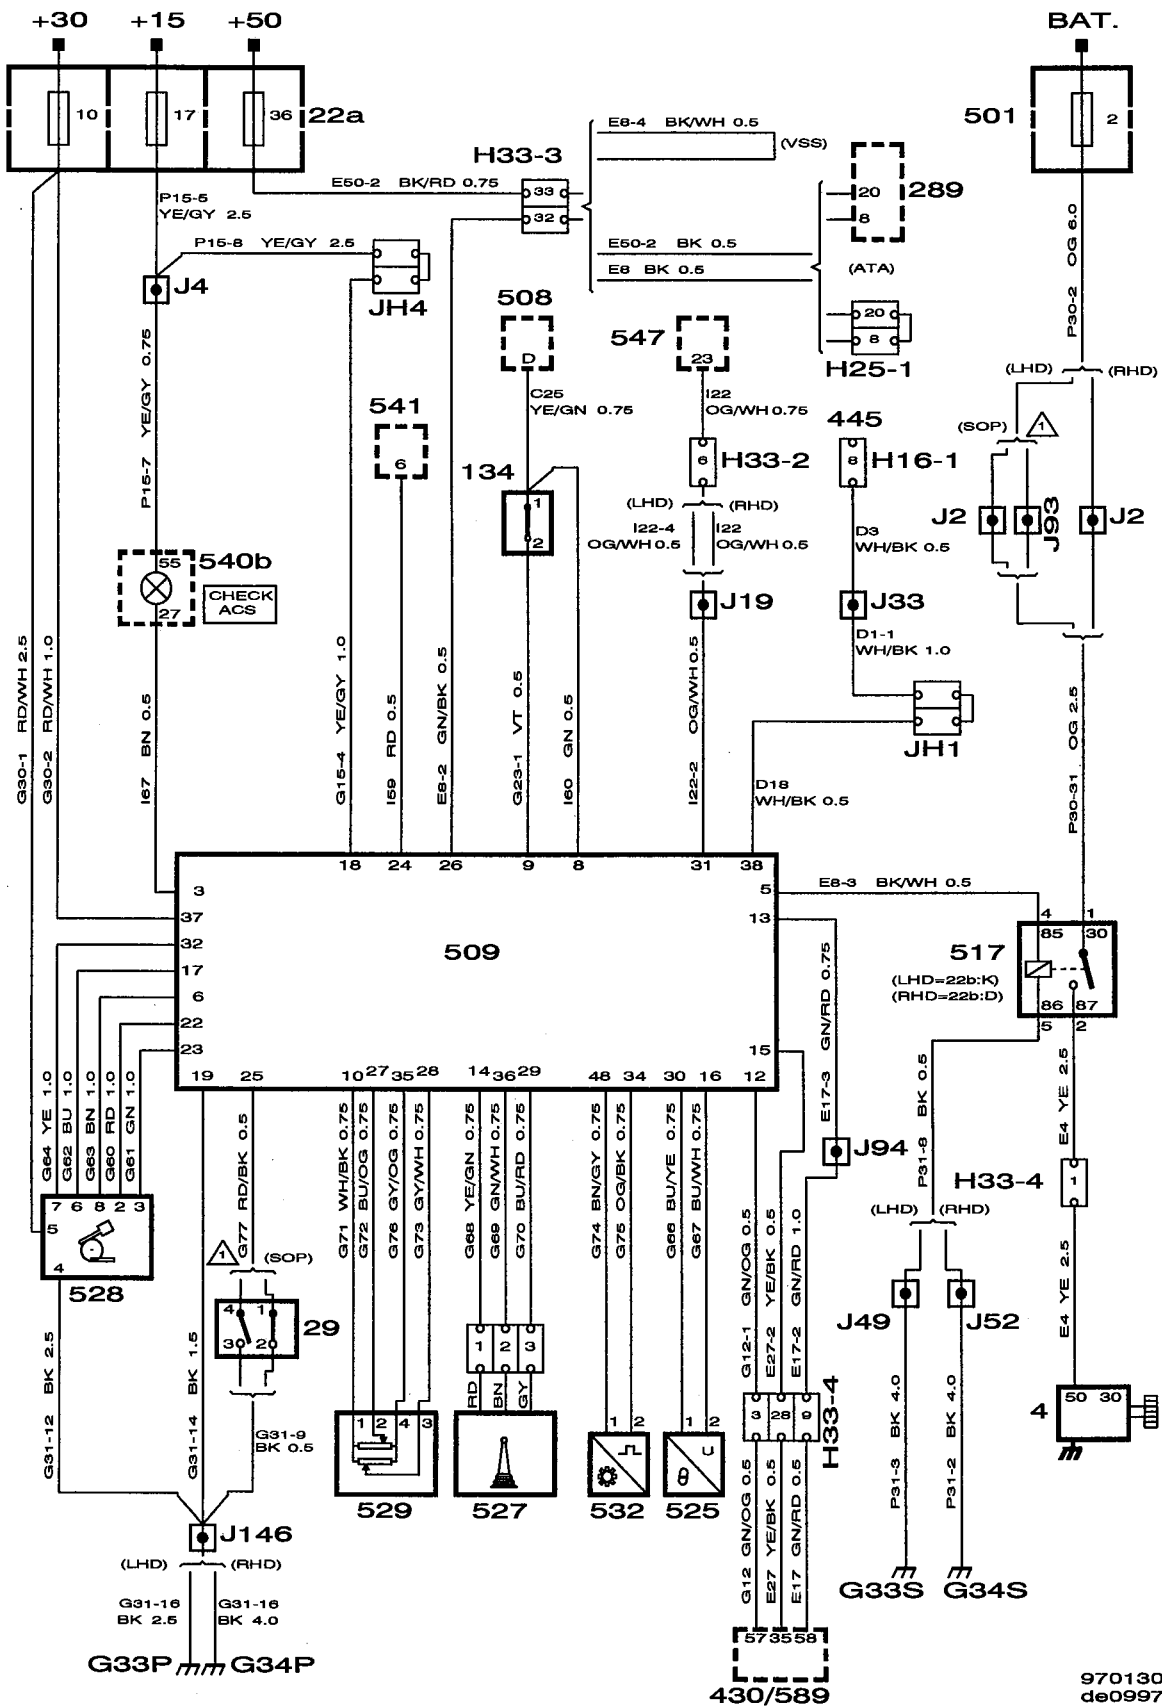 +30 +15 +50 BAT.
10 17 36 22a 501 2
E8-4 BK/WH 0.5
(VSS)
H33-3
E50-2 BK/RD 0.75 33
32
20 289
8
P15-5
YE/GY 2.5
P15-8 YE/GY 2.5
E50-2 BK 0.5
E8 BK 0.5 (ATA)
J4
JH4
508
D
547
23
20
8
H25-1
P30-2 OG 6.0
P15-7 YE/GY 0.75
(LHD) (RHD)
C25
YE/GN 0.75
I22
OG/WH 0.75
541
6
134
1
2
6 H33-2
445
8 H16-1
(SOP) 1
J2 J93 J2
(LHD) (RHD)
I22-4
OG/WH 0.5
I22
OG/WH 0.5
D3
WH/BK 0.5
55 540b
27
CHECK
ACS
J19
J33
D1-1
WH/BK 1.0
JH1
G30-1 RD/WH 2.5
G30-2 RD/WH 1.0
I67 BN 0.5
G15-4 YE/GY 1.0
I59 RD 0.5
E8-2 GN/BK 0.5
G23-1 VT 0.5
I60 GN 0.5
I22-2 OG/WH 0.5
D18
WH/BK 0.5
P30-31 OG 2.5
18 24 26 9 8 31 38
3
37
32
17
6
22
23
509
5
13
15
E8-3 BK/WH 0.5
4 1
85 30
517
(LHD=22b:K)
(RHD=22b:D)
86 87
5 2
19 25 10 27 35 28 14 36 29 48 34 30 16 12
G64 YE 1.0
G62 BU 1.0
G63 BN 1.0
G60 RD 1.0
G61 GN 1.0
G77 RD/BK 0.5
G71 WH/BK 0.75
G72 BU/OG 0.75
G76 GY/OG 0.75
G73 GY/WH 0.75
G68 YE/GN 0.75
G69 GN/WH 0.75
G70 BU/RD 0.75
G74 BN/GY 0.75
G75 OG/BK 0.75
G66 BU/YE 0.75
G67 BU/WH 0.75
E17-3 GN/RD 0.75
P31-8 BK 0.5
E4 YE 2.5
J94
H33-4
1
7 6 8 2 3
5
4
528
1 (SOP)
4 1
3 2
29
(LHD) (RHD)
J49 J52
G12-1 GN/OG 0.5
E27-2 YE/BK 0.5
E17-2 GN/RD 1.0
E4 YE 2.5
G31-12 BK 2.5
G31-14 BK 1.5
G31-9
BK 0.5
1 2 3
RD BN GY
1 2 4 3
529
527
1 2
532
1 2
U
525
3 28 9
H33-4
50 30
4
P31-3 BK 4.0
P31-2 BK 4.0
J146
(LHD) (RHD)
G31-16
BK 2.5
G31-16
BK 4.0
G33P G34P
G12 GN/OG 0.5
E27 YE/BK 0.5
E17 GN/RD 0.5
G33S G34S
57 35 58
430/589
970130
de0997